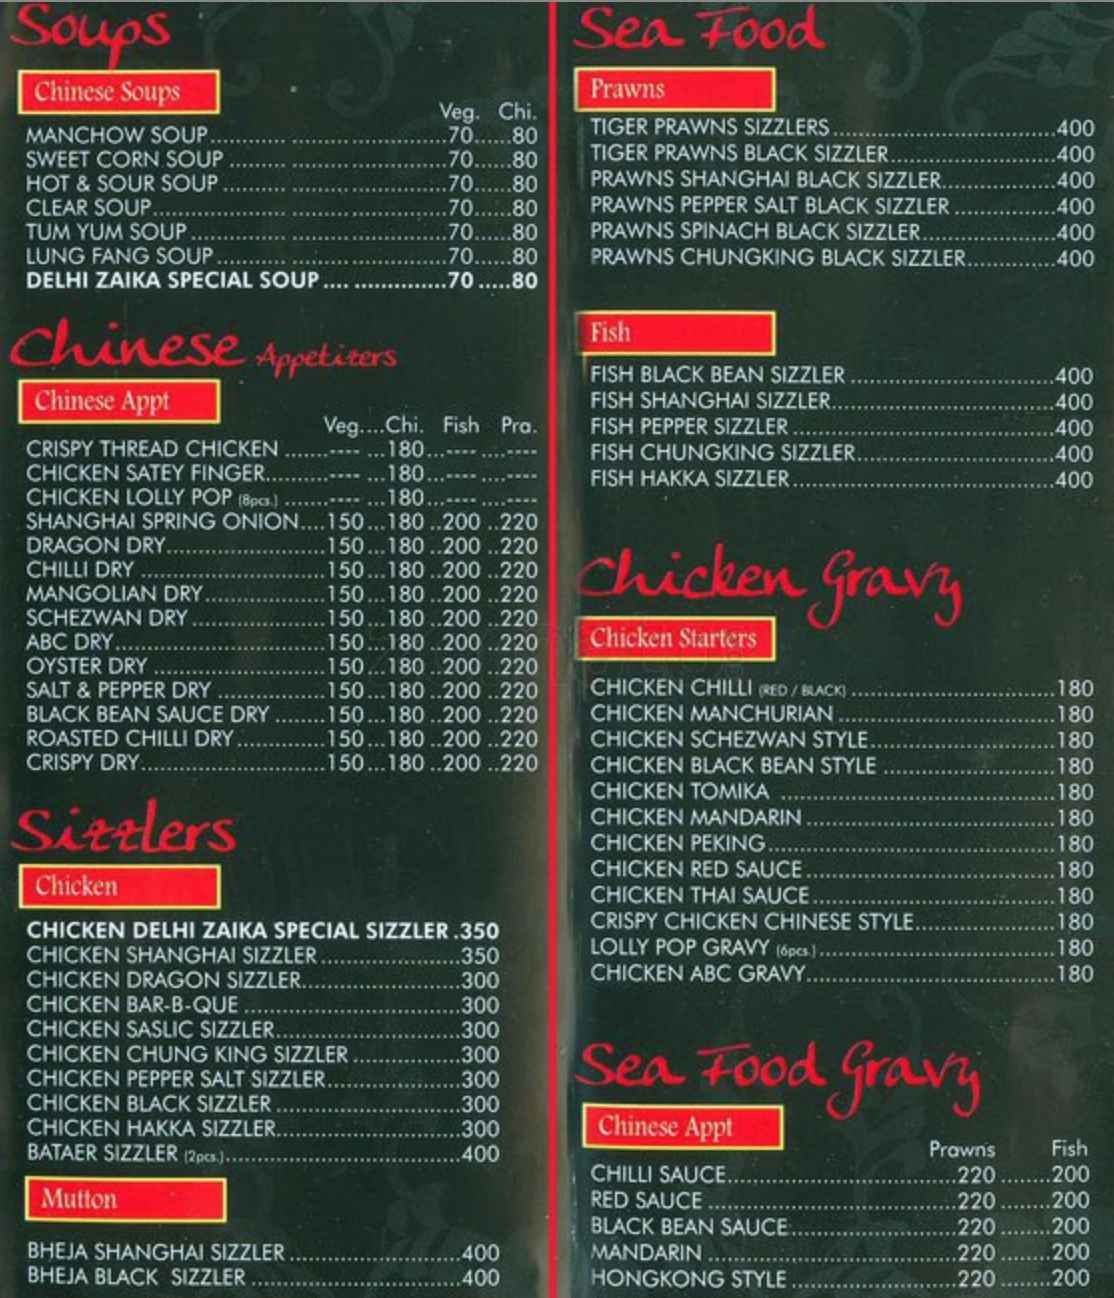 Soups
Chinese Soups
Veg. Chi.
MANCHOW SOUP 70 80
SWEET CORN SOUP 70 80
HOT & SOUR SOUP 70 80
CLEAR SOUP 70 80
TUM YUM SOUP 70 80
LUNG FANG SOUP 70 80
DELHI ZAIKA SPECIAL SOUP 70 80
Chinese Appetizers
Chinese Appt
Veg....Chi. Fish Pra.
CRISPY THREAD CHICKEN ---- 180 ---- ----
CHICKEN SATEY FINGER ---- 180 ---- ----
CHICKEN LOLLY POP (8pcs.) ---- 180 ---- ----
SHANGHAI SPRING ONION 150 180 200 220
DRAGON DRY 150 180 200 220
CHILLI DRY 150 180 200 220
MANGOLIAN DRY 150 180 200 220
SCHEZWAN DRY 150 180 200 220
ABC DRY 150 180 200 220
OYSTER DRY 150 180 200 220
SALT & PEPPER DRY 150 180 200 220
BLACK BEAN SAUCE DRY 150 180 200 220
ROASTED CHILLI DRY 150 180 200 220
CRISPY DRY 150 180 200 220
Sizzlers
Chicken
CHICKEN DELHI ZAIKA SPECIAL SIZZLER 350
CHICKEN SHANGHAI SIZZLER 350
CHICKEN DRAGON SIZZLER 300
CHICKEN BAR-B-QUE 300
CHICKEN SASLIC SIZZLER 300
CHICKEN CHUNG KING SIZZLER 300
CHICKEN PEPPER SALT SIZZLER 300
CHICKEN BLACK SIZZLER 300
CHICKEN HAKKA SIZZLER 300
BATAER SIZZLER (2pcs.) 400
Mutton
BHEJA SHANGHAI SIZZLER 400
BHEJA BLACK SIZZLER 400
Sea Food
Prawns
TIGER PRAWNS SIZZLERS 400
TIGER PRAWNS BLACK SIZZLER 400
PRAWNS SHANGHAI BLACK SIZZLER 400
PRAWNS PEPPER SALT BLACK SIZZLER 400
PRAWNS SPINACH BLACK SIZZLER 400
PRAWNS CHUNGKING BLACK SIZZLER 400
Fish
FISH BLACK BEAN SIZZLER 400
FISH SHANGHAI SIZZLER 400
FISH PEPPER SIZZLER 400
FISH CHUNGKING SIZZLER 400
FISH HAKKA SIZZLER 400
Chicken Gravy
Chicken Starters
CHICKEN CHILLI (RED / BLACK) 180
CHICKEN MANCHURIAN 180
CHICKEN SCHEZWAN STYLE 180
CHICKEN BLACK BEAN STYLE 180
CHICKEN TOMIKA 180
CHICKEN MANDARIN 180
CHICKEN PEKING 180
CHICKEN RED SAUCE 180
CHICKEN THAI SAUCE 180
CRISPY CHICKEN CHINESE STYLE 180
LOLLY POP GRAVY (6pcs.) 180
CHICKEN ABC GRAVY 180
Sea Food Gravy
Chinese Appt
Prawns Fish
CHILLI SAUCE 220 200
RED SAUCE 220 200
BLACK BEAN SAUCE 220 200
MANDARIN 220 200
HONGKONG STYLE 220 200